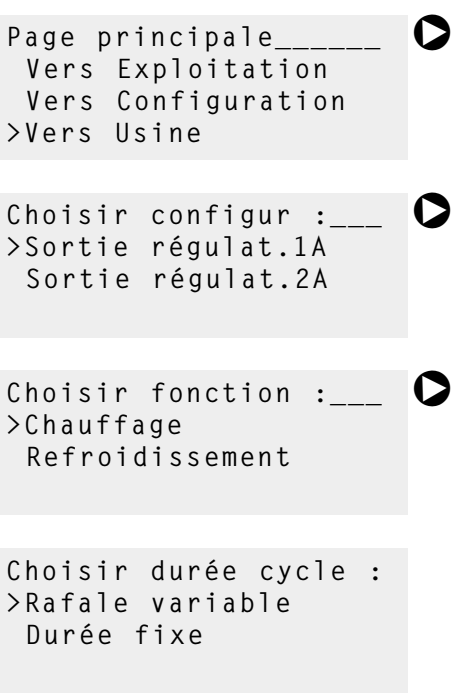 Page principale______
Vers Exploitation
Vers Configuration
>Vers Usine
Choisir configur :___
>Sortie régulat.1A
Sortie régulat.2A
Choisir fonction :___
>Chauffage
Refroidissement
Choisir durée cycle :
>Rafale variable
Durée fixe